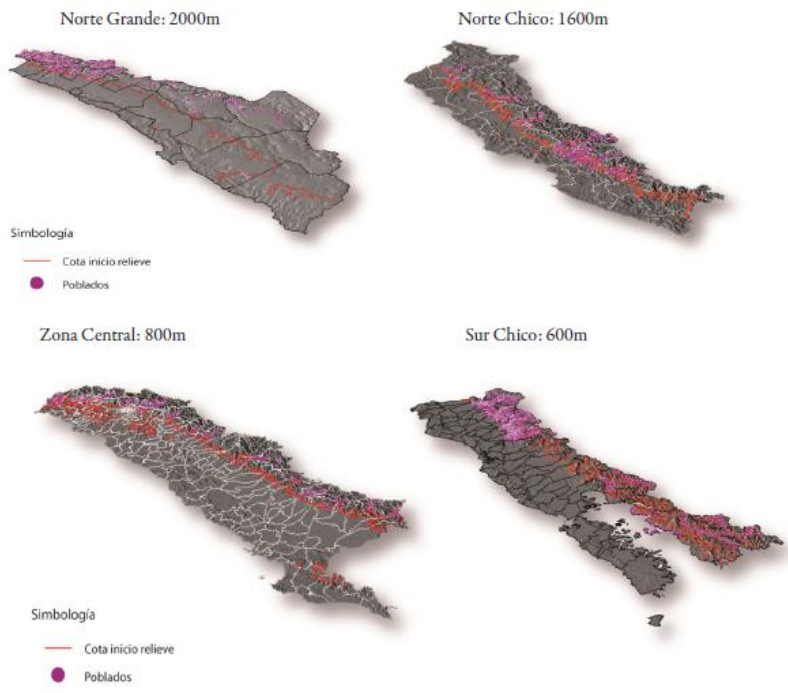 Norte Grande: 2000m
Norte Chico: 1600m
Simbología
Cota inicio relieve
Poblados
Zona Central: 800m
Sur Chico: 600m
Simbología
Cota inicio relieve
Poblados